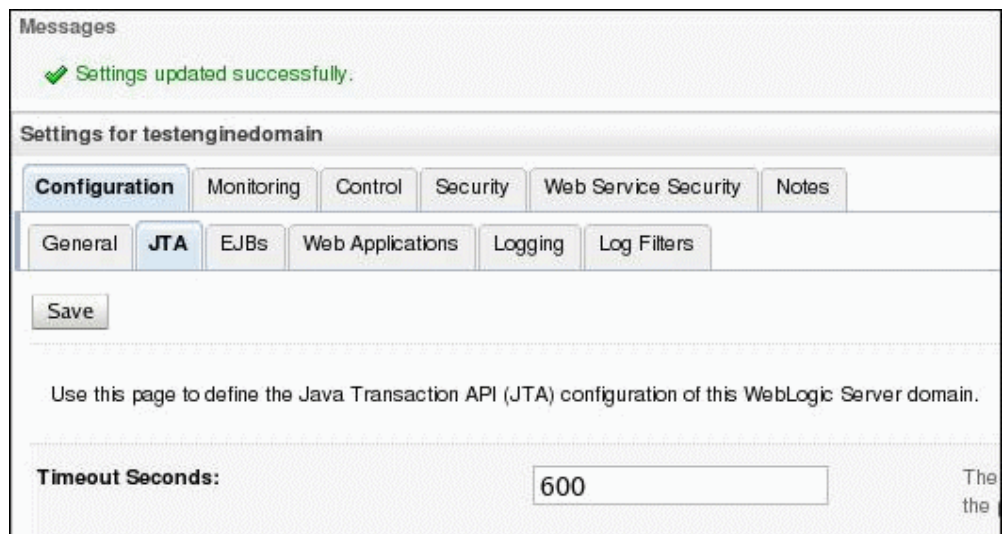 Messages
Settings updated successfully.
Settings for testenginedomain
Configuration Monitoring Control Security Web Service Security Notes
General JTA EJBs Web Applications Logging Log Filters
Save
Use this page to define the Java Transaction API (JTA) configuration of this WebLogic Server domain.
Timeout Seconds: 600 The
the